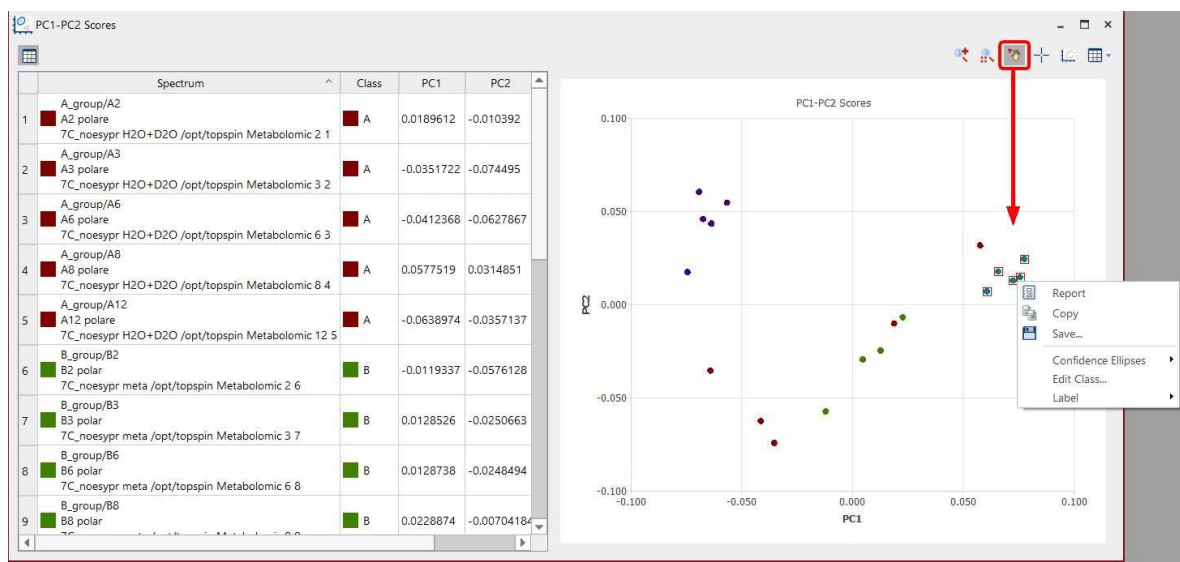 PC1-PC2 Scores
Spectrum Class PC1 PC2
A_group/A2
1 A2 polare A 0.0189612 -0.010392
7C_noesypr H2O+D2O /opt/topspin Metabolomic 2 1
A_group/A3
2 A3 polare A -0.0351722 -0.074495
7C_noesypr H2O+D2O /opt/topspin Metabolomic 3 2
A_group/A6
3 A6 polare A -0.0412368 -0.0627867
7C_noesypr H2O+D2O /opt/topspin Metabolomic 6 3
A_group/A8
4 A8 polare A 0.0577519 0.0314851
7C_noesypr H2O+D2O /opt/topspin Metabolomic 8 4
A_group/A12
5 A12 polare A -0.0638974 -0.0357137
7C_noesypr H2O+D2O /opt/topspin Metabolomic 12 5
B_group/B2
6 B2 polar B -0.0119337 -0.0576128
7C_noesypr meta /opt/topspin Metabolomic 2 6
B_group/B3
7 B3 polar B 0.0128526 -0.0250663
7C_noesypr meta /opt/topspin Metabolomic 3 7
B_group/B6
8 B6 polar B 0.0128738 -0.0248494
7C_noesypr meta /opt/topspin Metabolomic 6 8
B_group/B8
9 B8 polar B 0.0228874 -0.00704184
PC1-PC2 Scores
0.100
0.050
0.000
-0.050
-0.100
PC2
-0.100 -0.050 0.000 0.050 0.100
PC1
Report
Copy
Save...
Confidence Ellipses
Edit Class...
Label